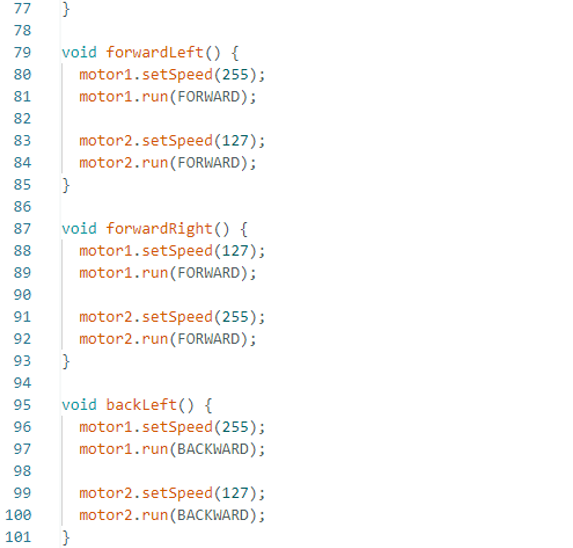 77 }
78
79 void forwardLeft() {
80   motor1.setSpeed(255);
81   motor1.run(FORWARD);
82
83   motor2.setSpeed(127);
84   motor2.run(FORWARD);
85 }
86
87 void forwardRight() {
88   motor1.setSpeed(127);
89   motor1.run(FORWARD);
90
91   motor2.setSpeed(255);
92   motor2.run(FORWARD);
93 }
94
95 void backLeft() {
96   motor1.setSpeed(255);
97   motor1.run(BACKWARD);
98
99   motor2.setSpeed(127);
100   motor2.run(BACKWARD);
101 }